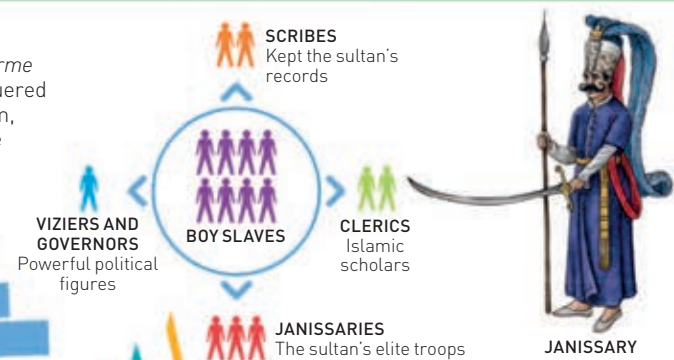 SCRIBES
Kept the sultan's
records
VIZIERS AND
GOVERNORS
Powerful political
figures
BOY SLAVES
CLERICS
Islamic
scholars
JANISSARIES
The sultan's elite troops
JANISSARY